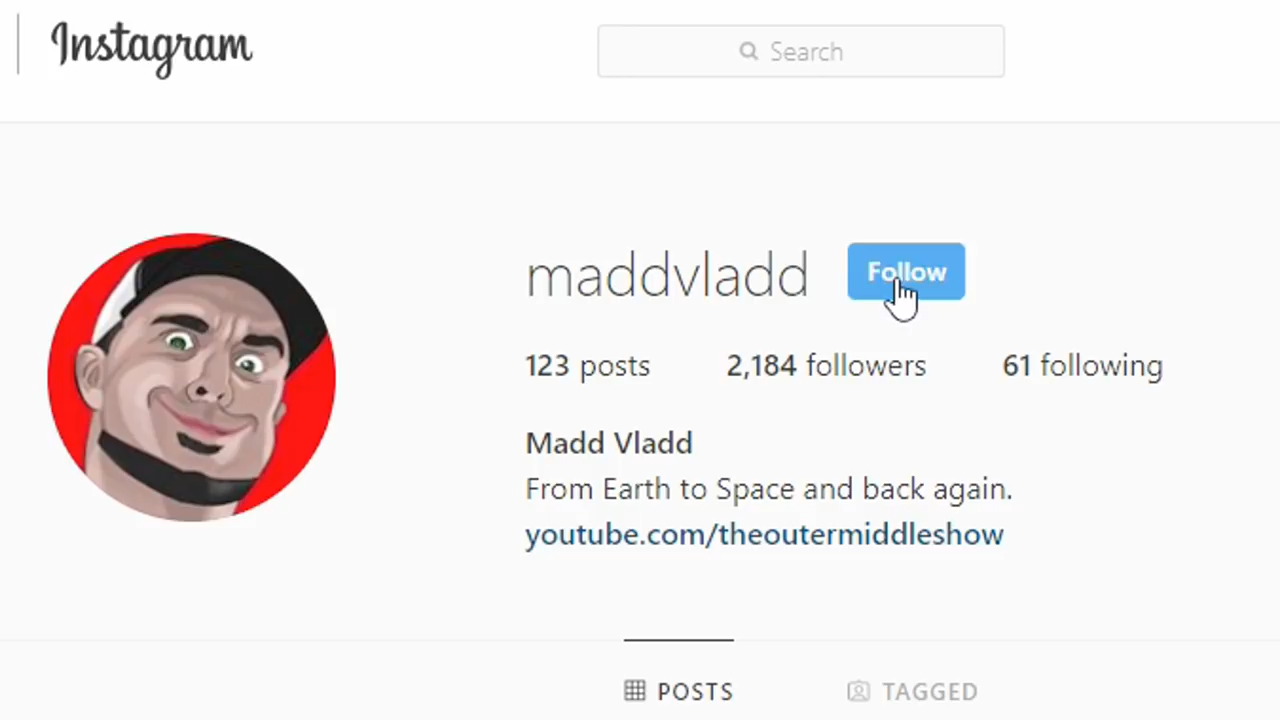 Instagram
Search
maddvladd
Follow
123 posts 2,184 followers 61 following
Madd Vladd
From Earth to Space and back again.
youtube.com/theoutermiddleshow
POSTS TAGGED